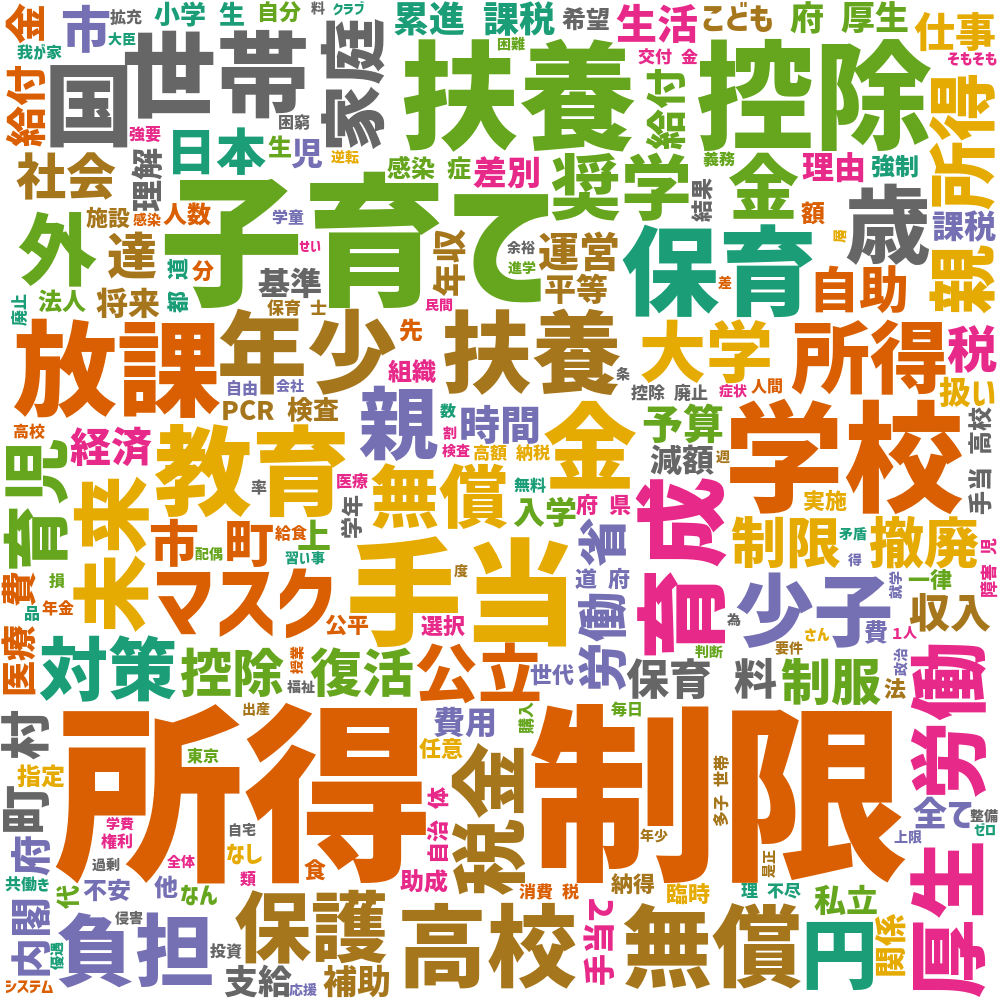 金
市
拡充
大臣
我が家
小学 生
自分
料
クラブ
累進 課税
希望
困難
生活
交付 金
こども
府 厚生
仕事
そもそも
給付
国
世帯
家庭
扶養 控除
給付
所得
強要
日本
生
児
困窮
逆転
社会
理解
感染 症
差別
奨学 金
義務
理由
強制
結果
額
歳
課税
親
施設
感染
人数
子育て
学童
せい
外
達
道
都
分
基準
年収
余裕
進学
運営
平等
保育
層
差
自助
廃止
法人
将来
保育 士
民間
放課
年少 扶養
先
組織
大学
所得
税
自由
会社
条
控除 廃止
症状
人間
扱い
PCR 検査
親
数
割
時間
検査
高額 納税
金
予算
減額
週
学校
高校
手当
高校
経済
育児
教育
未来
率
医療
無償
無料
入学
府 県
学年
実施
育成
制限 撤廃
矛盾
得
障害 児
市 町
給食
上
配偶
習い事
省
労働
道 府
手当
度
就学
一律
費
医療
損
品
年金
マスク
公平
選択
少子
為
費
さん
1人
要件
収入
判断
対策
控除
授業
福祉
復活
公立
世代
保育 料
制服
政治
法
労働
厚生
村
町
指定
出産
東京
費用
任意
購入
毎日
所得 制限
税金
世帯
多子
全て
整備
ゼロ
上限
学費
権利
過剰
全体
自宅
なし
類
食
自治 体
助成
年少
是正
府
内閣
共働き
代
不安
他
なん
消費 税
納得
臨時
理 不尽
私立
優遇
負担
侵害
投資
保護
支給
応援
補助
高校 無償
手当て
円
関係
システム